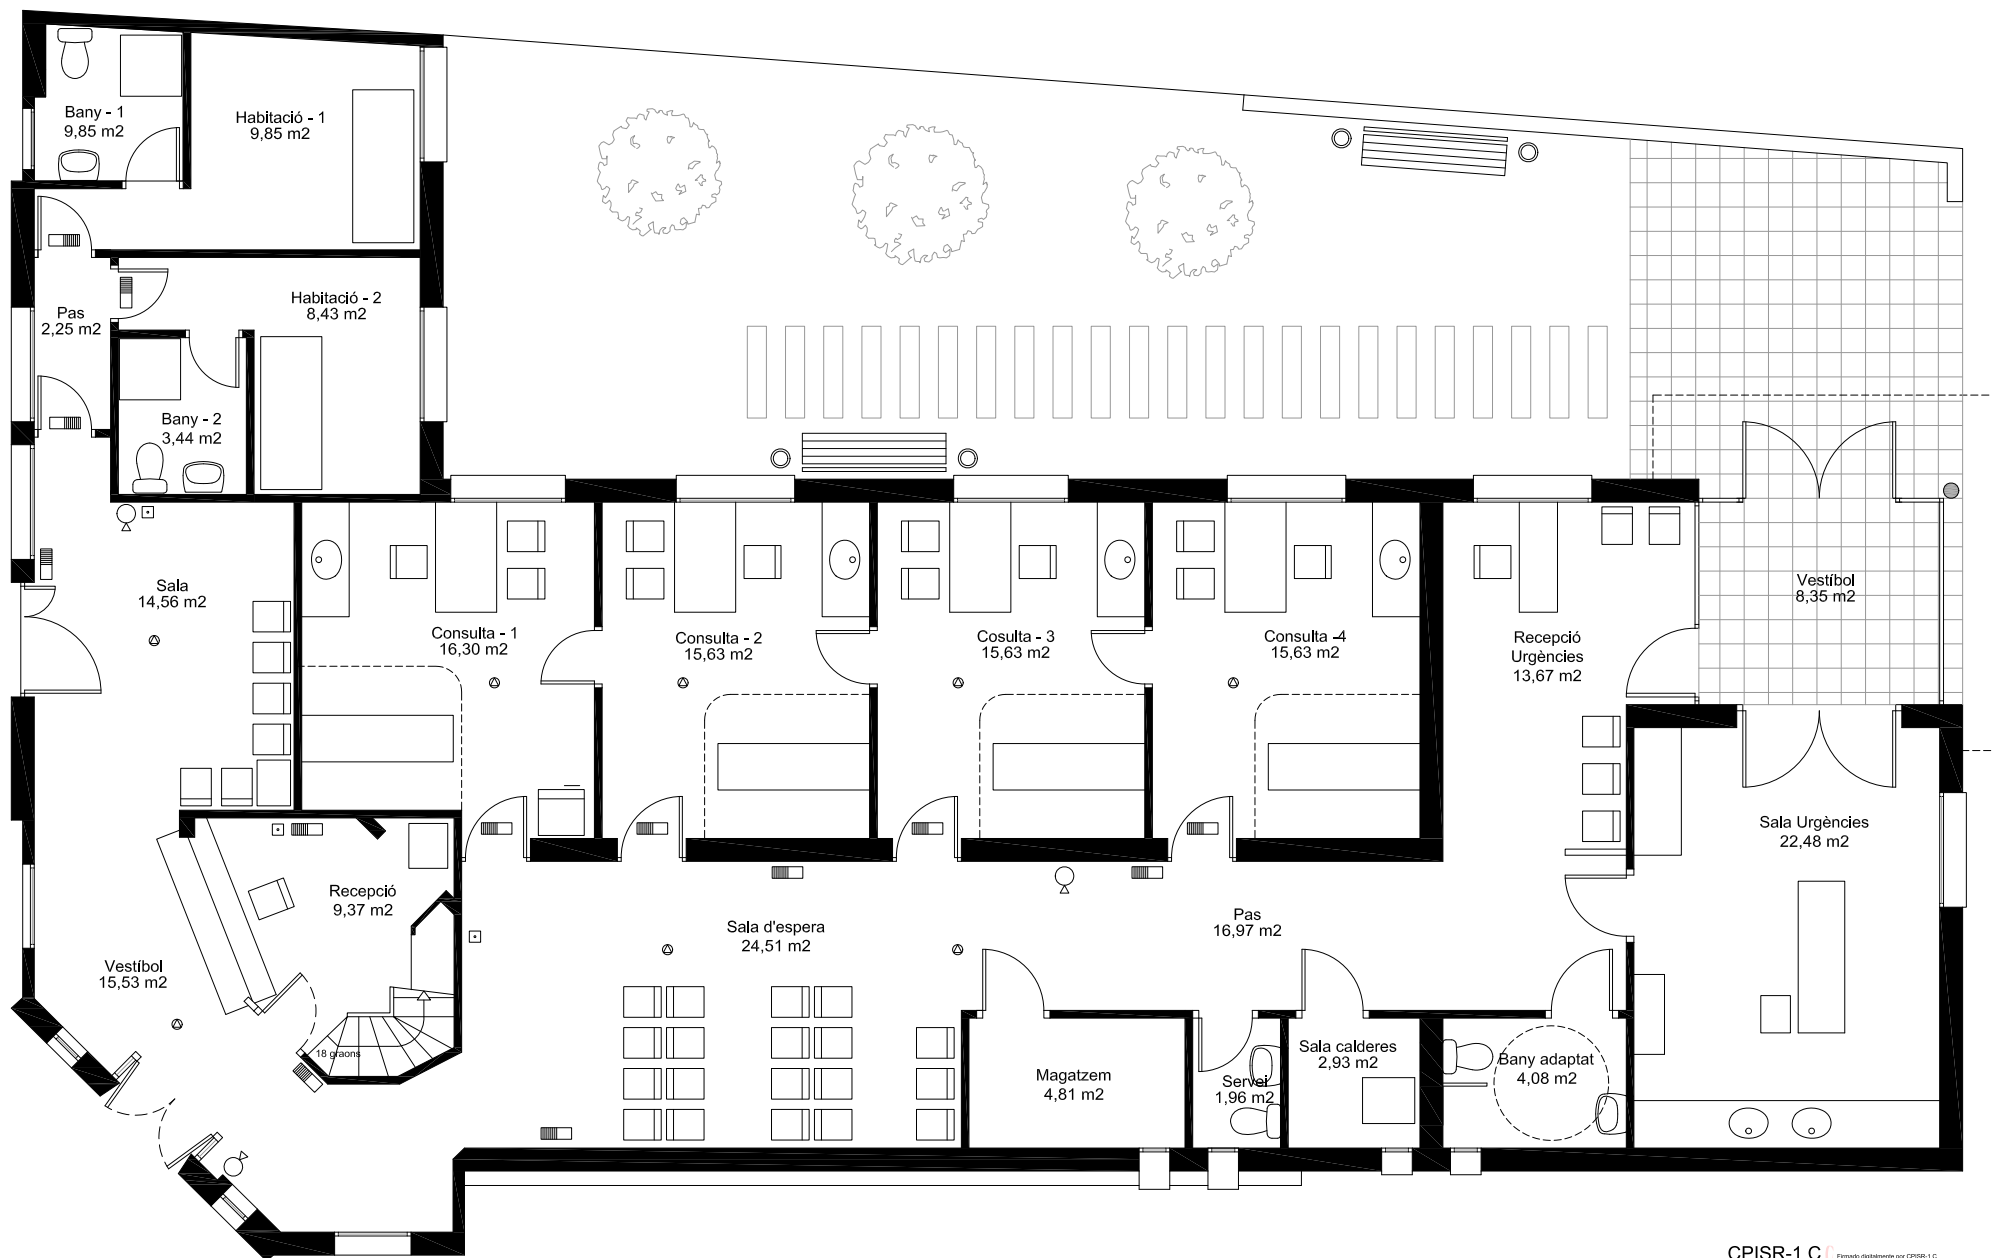 Bany - 1
9,85 m2
Habitació - 1
9,85 m2
Habitació - 2
8,43 m2
Pas
2,25 m2
Bany - 2
3,44 m2
Sala
14,56 m2
Consulta - 1
16,30 m2
Consulta - 2
15,63 m2
Cosulta - 3
15,63 m2
Consulta -4
15,63 m2
Recepció
Urgències
13,67 m2
Vestíbol
8,35 m2
Sala Urgències
22,48 m2
Recepció
9,37 m2
Sala d'espera
24,51 m2
Pas
16,97 m2
Vestíbol
15,53 m2
18 graons
Magatzem
4,81 m2
Servei
1,96 m2
Sala calderes
2,93 m2
Bany adaptat
4,08 m2
CPISR-1 C
Firmado digitalmente por CPISR-1 C